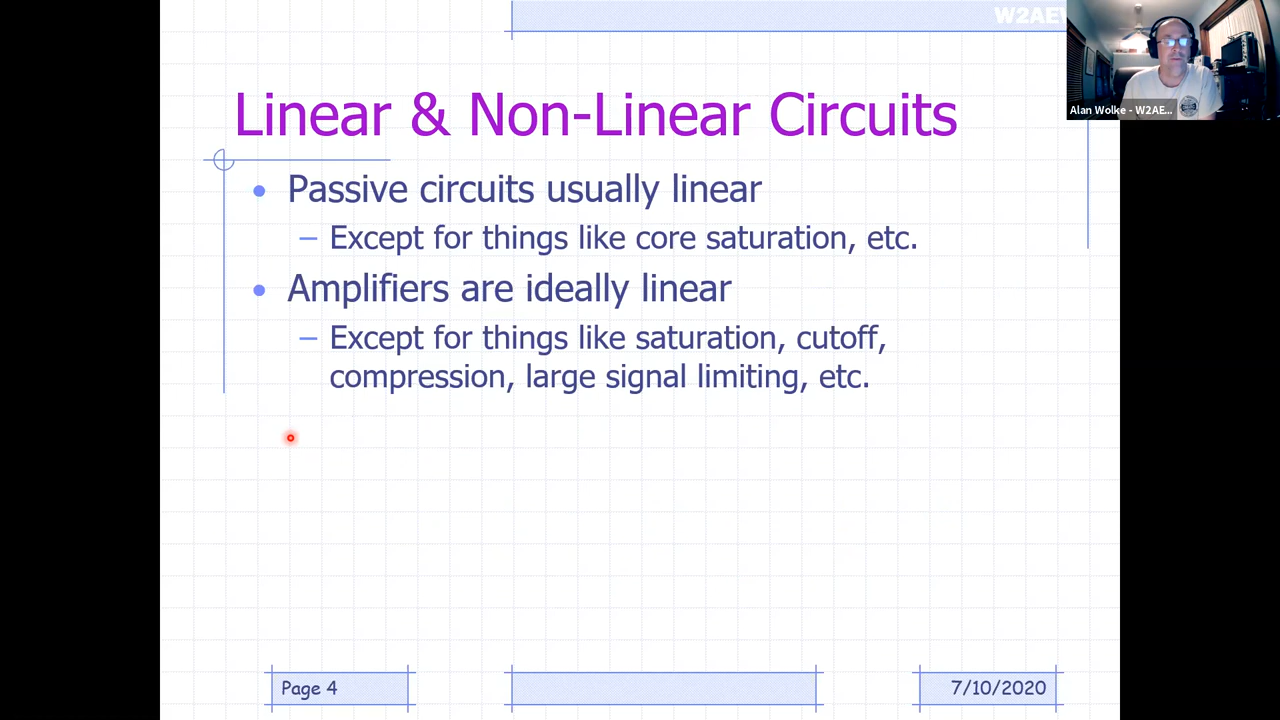 W2AE
Alan Wolke - W2AE...
Linear & Non-Linear Circuits
• Passive circuits usually linear
– Except for things like core saturation, etc.
• Amplifiers are ideally linear
– Except for things like saturation, cutoff,
compression, large signal limiting, etc.
Page 4
7/10/2020